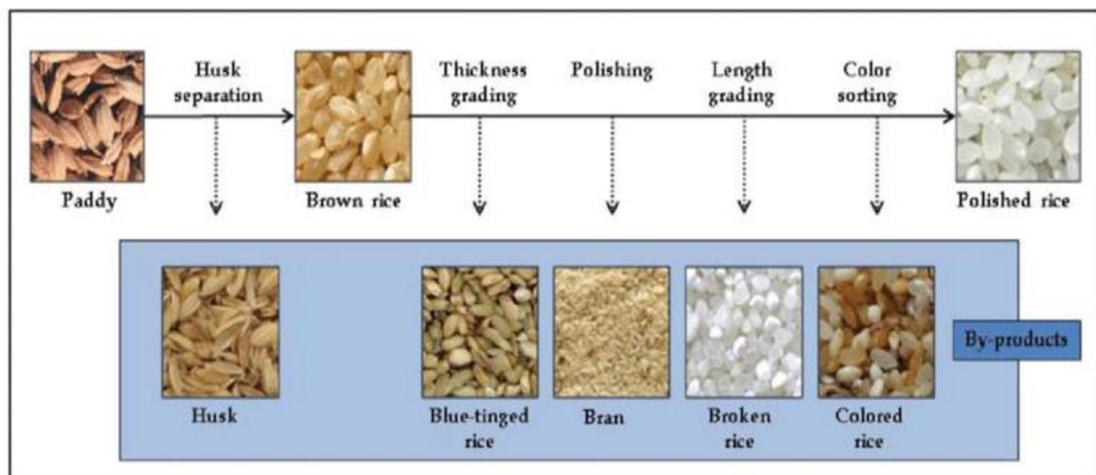 Husk
separation
Thickness
grading
Polishing
Length
grading
Color
sorting
Paddy
Brown rice
Polished rice
By-products
Husk
Blue-tinged
rice
Bran
Broken
rice
Colored
rice